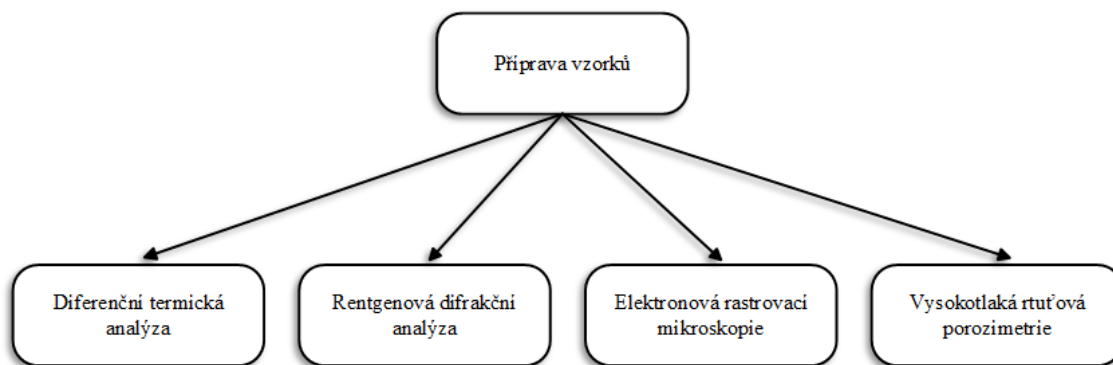 Příprava vzorků
Diferenční termická
analýza
Rentgenová difrakční
analýza
Elektronová rastrovací
mikroskopie
Vysokotlaká rtuťová
porozimetrie